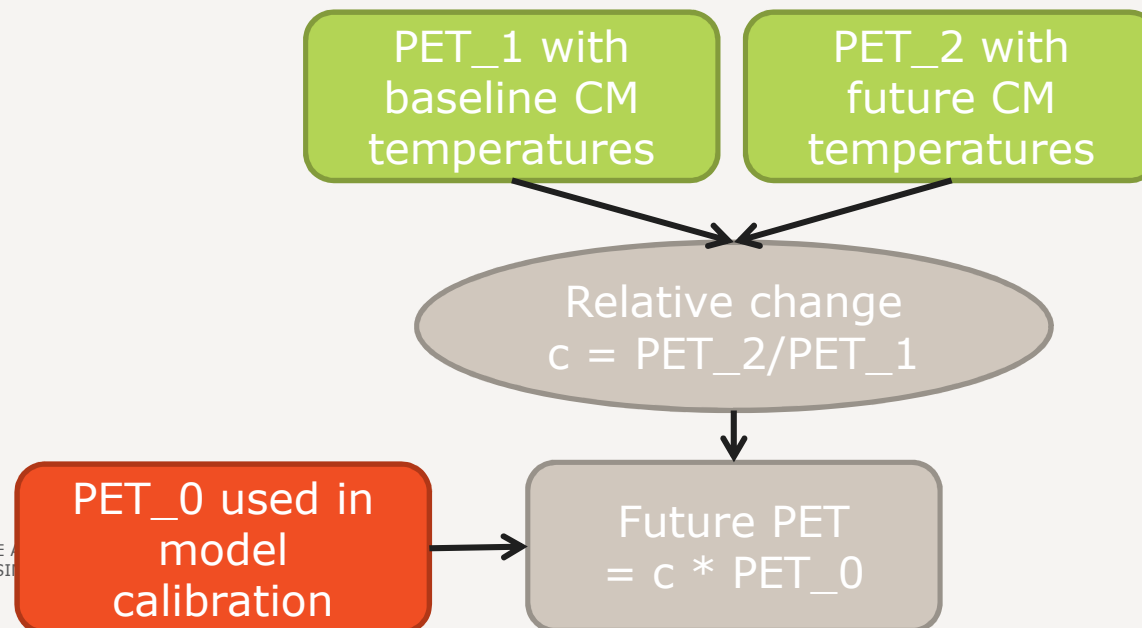 PET_1 with
baseline CM
temperatures
PET_2 with
future CM
temperatures
Relative change
c = PET_2/PET_1
PET_0 used in
model
calibration
Future PET
= c * PET_0